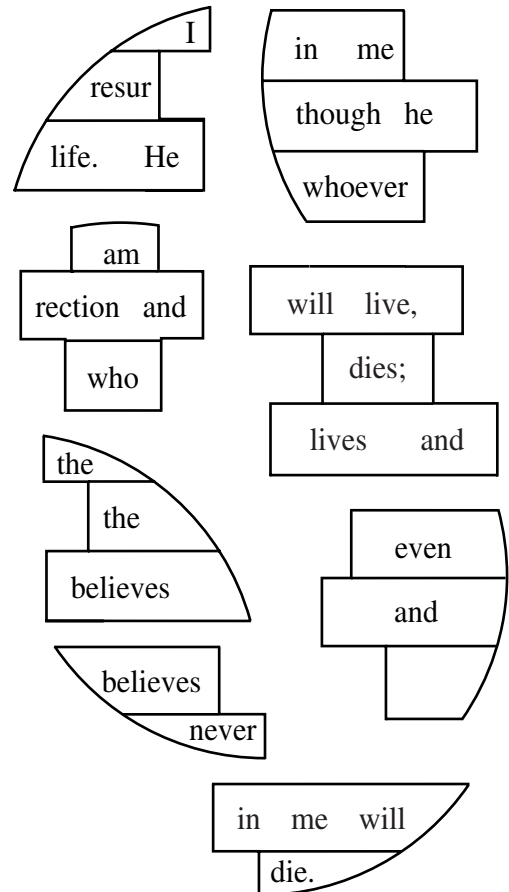 I
resur
life. He
in me
though he
whoever
am
rection and
who
will live,
dies;
lives and
the
the
believes
even
and
believes
never
in me will
die.